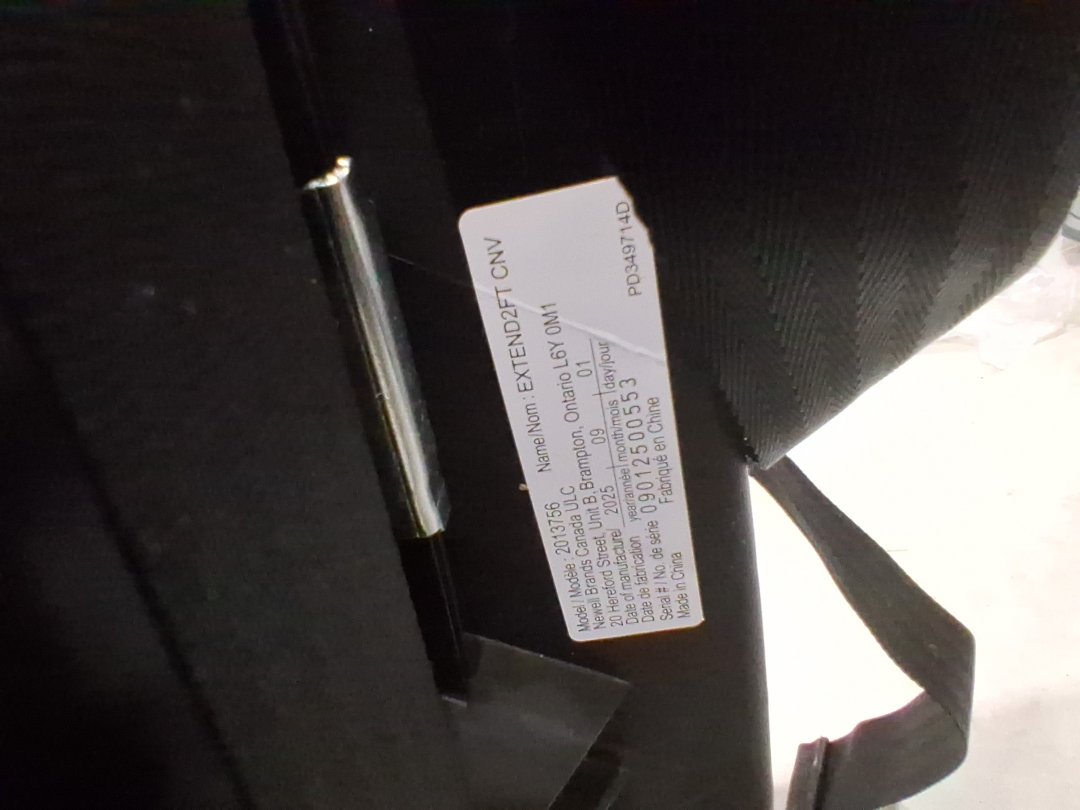 Model / Modèle : 2013756 Name/Nom : EXTEND2FT CNV
Newell Brands Canada ULC
20 Hereford Street, Unit B, Brampton, Ontario L6Y 0M1
Date of manufacture/ 2025 09 01
Date de fabrication year/année month/mois day/jour
Serial # / No. de série 09012500553
Made in China Fabriqué en Chine
PD349714D